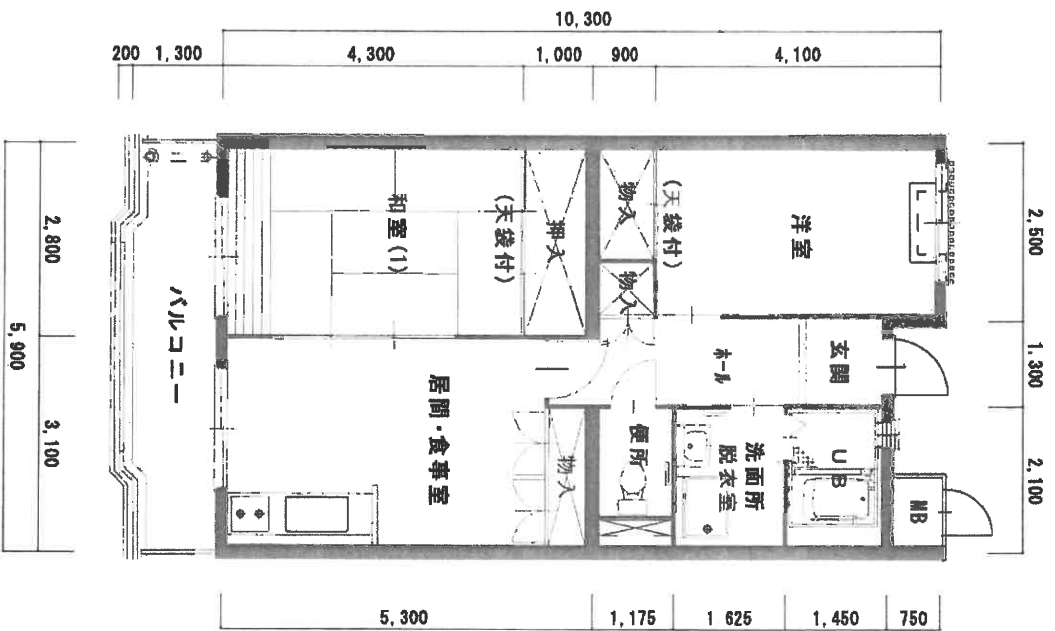 10,300
200
1,300
4,300
1,000
900
4,100
2,800
5,900
3,100
2,500
1,300
2,100
バルコニー
和室(1)
(天袋付)
押入
物入
(天袋付)
洋室
物入
ホール
玄関
居間・食事室
物入
便所
洗面所
脱衣室
UB
MB
5,300
1,175
1 625
1,450
750